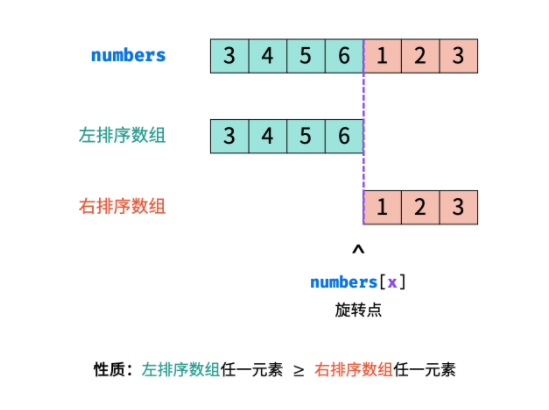 numbers 3 4 5 6 1 2 3
左排序数组 3 4 5 6
右排序数组 1 2 3
^
numbers[x]
旋转点
性质：左排序数组任一元素 ≥ 右排序数组任一元素